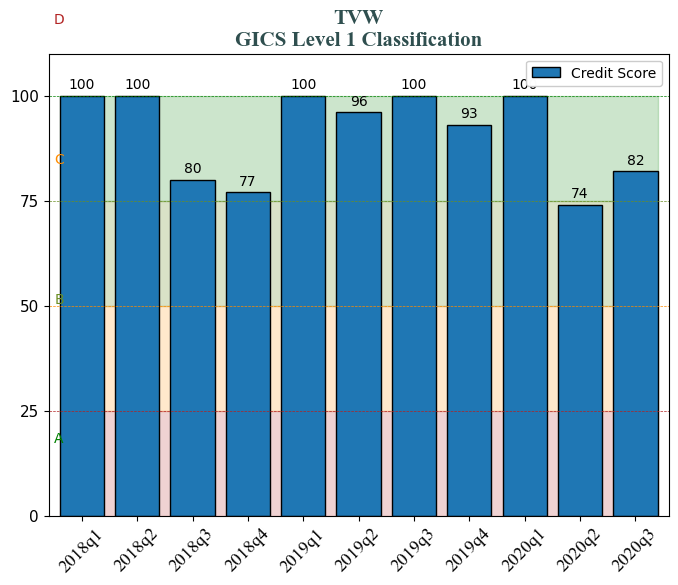 D
TVW
GICS Level 1 Classification
Credit Score
100
100
100
100
96
100
93
100
80
77
74
82
C
75
B
50
25
A
0
2018q1
2018q2
2018q3
2018q4
2019q1
2019q2
2019q3
2019q4
2020q1
2020q2
2020q3